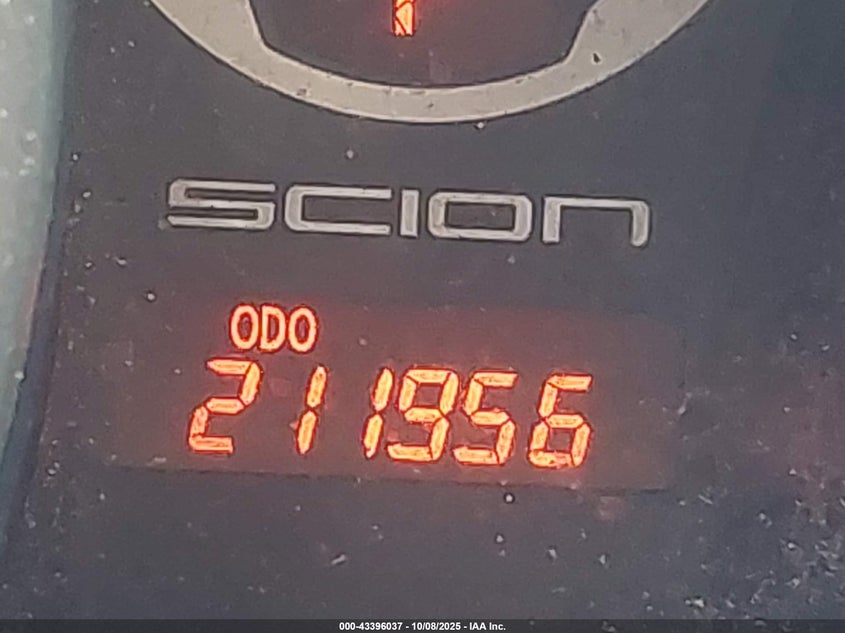 SCION
ODO
211956
000-43396037 - 10/08/2025 - IAA Inc.